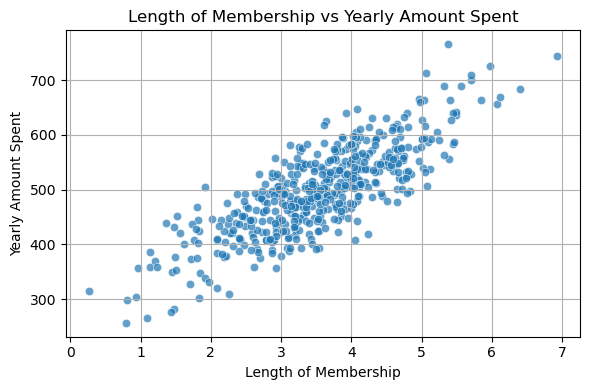 Length of Membership vs Yearly Amount Spent
Yearly Amount Spent
700
600
500
400
300
0 1 2 3 4 5 6 7
Length of Membership